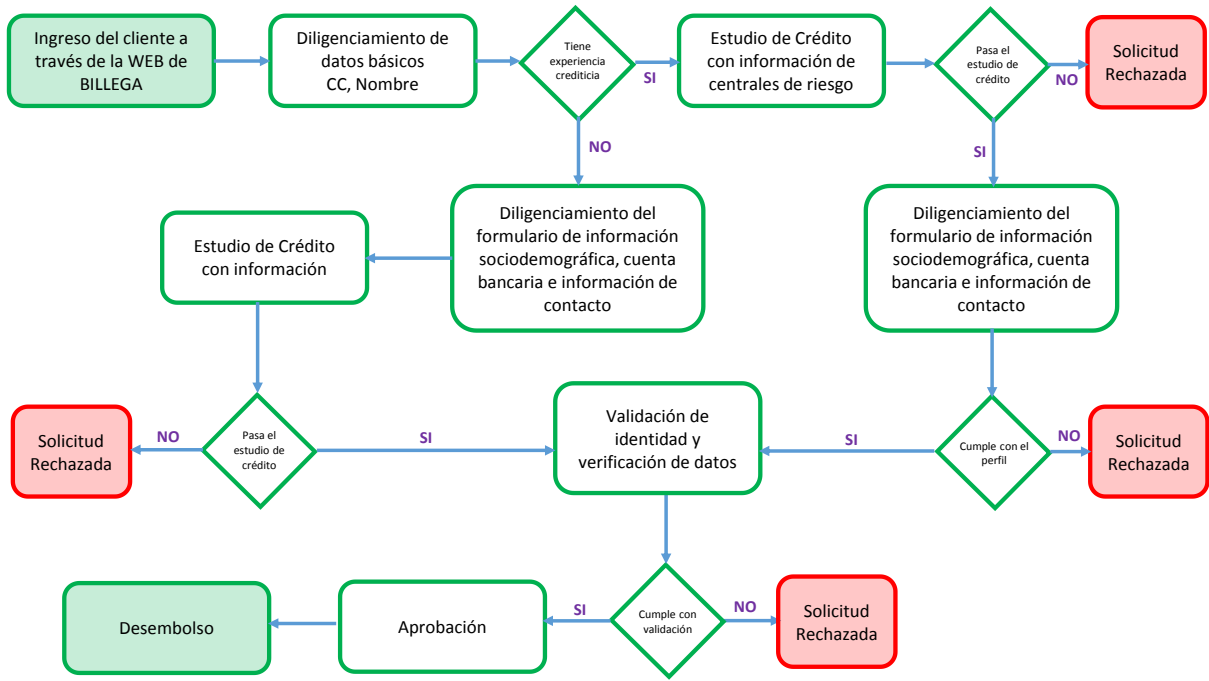 Ingreso del cliente a
través de la WEB de
BILLEGA
Diligenciamiento de
datos básicos
CC, Nombre
Tiene
experiencia
crediticia
SI
Estudio de Crédito
con información de
centrales de riesgo
Pasa el
estudio de
crédito
NO
Solicitud
Rechazada
NO
SI
Estudio de Crédito
con información
Diligenciamiento del
formulario de información
sociodemográfica, cuenta
bancaria e información de
contacto
Diligenciamiento del
formulario de información
sociodemográfica, cuenta
bancaria e información de
contacto
Solicitud
Rechazada
NO
Pasa el
estudio de
crédito
SI
Validación de
identidad y
verificación de datos
SI
Cumple con el
perfil
NO
Solicitud
Rechazada
Desembolso
Aprobación
SI
Cumple con
validación
NO
Solicitud
Rechazada